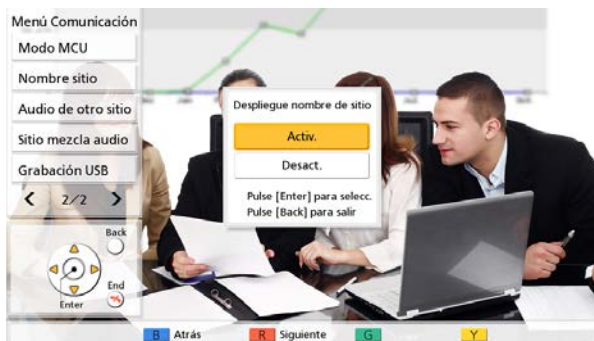 Menú Comunicación
Modo MCU
Nombre sitio
Audio de otro sitio
Sitio mezcla audio
Grabación USB
2/2
Back
End
Enter
Despliegue nombre de sitio
Activ.
Desact.
Pulse [Enter] para selecc.
Pulse [Back] para salir
B Atrás R Siguiente G Y